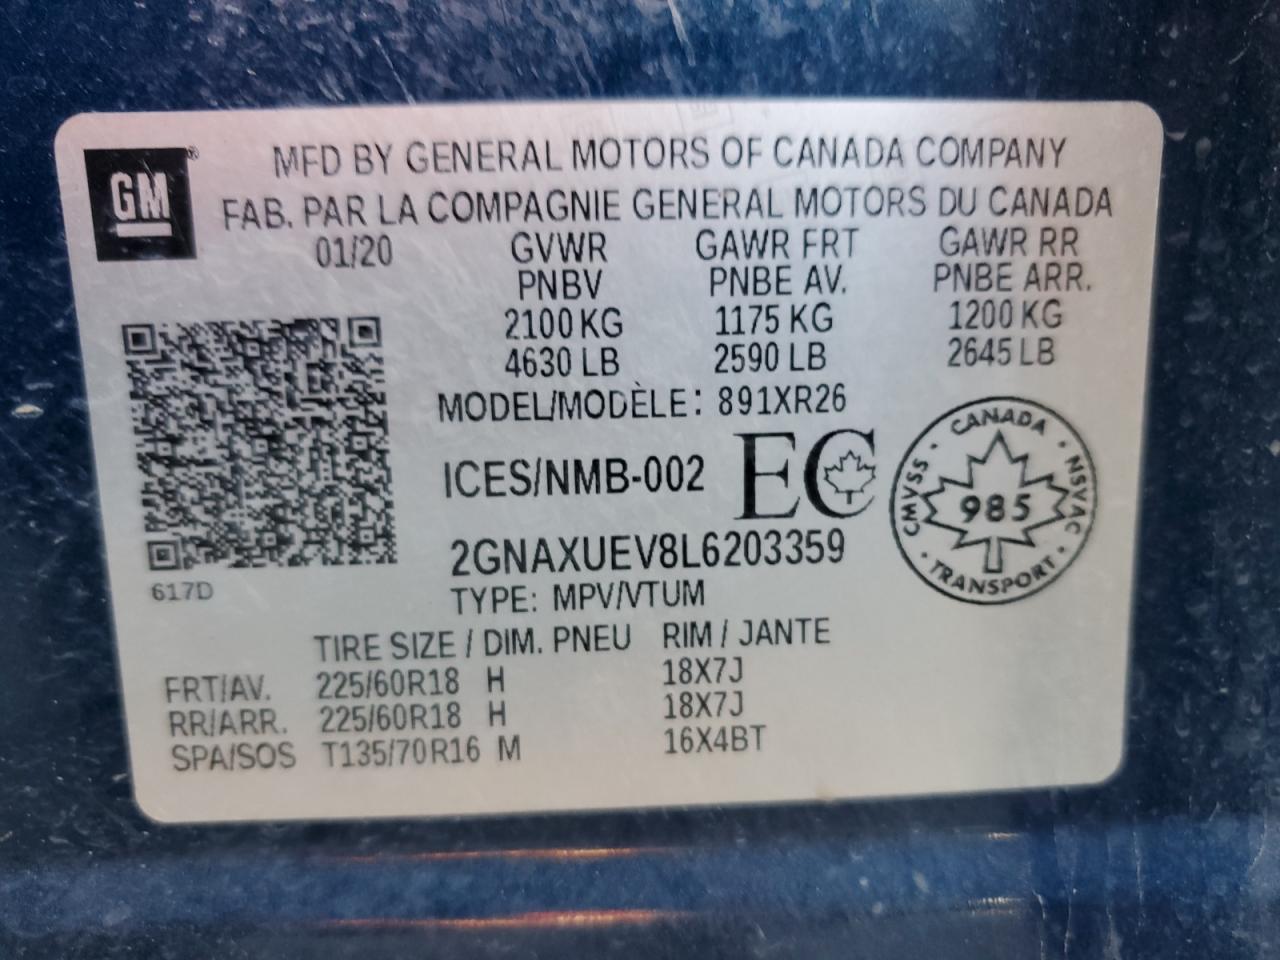 GM®
MFD BY GENERAL MOTORS OF CANADA COMPANY
FAB. PAR LA COMPAGNIE GENERAL MOTORS DU CANADA
01/20 GVWR GAWR FRT GAWR RR
PNBV PNBE AV. PNBE ARR.
2100 KG 1175 KG 1200 KG
4630 LB 2590 LB 2645 LB
MODEL/MODÈLE: 891XR26
ICES/NMB-002 EC
CANADA
CMVSS 985 NSVAC
TRANSPORT
2GNAXUEV8L6203359
617D
TYPE: MPV/VTUM
TIRE SIZE / DIM. PNEU RIM / JANTE
FRT/AV. 225/60R18 H 18X7J
RR/ARR. 225/60R18 H 18X7J
SPA/SOS T135/70R16 M 16X4BT